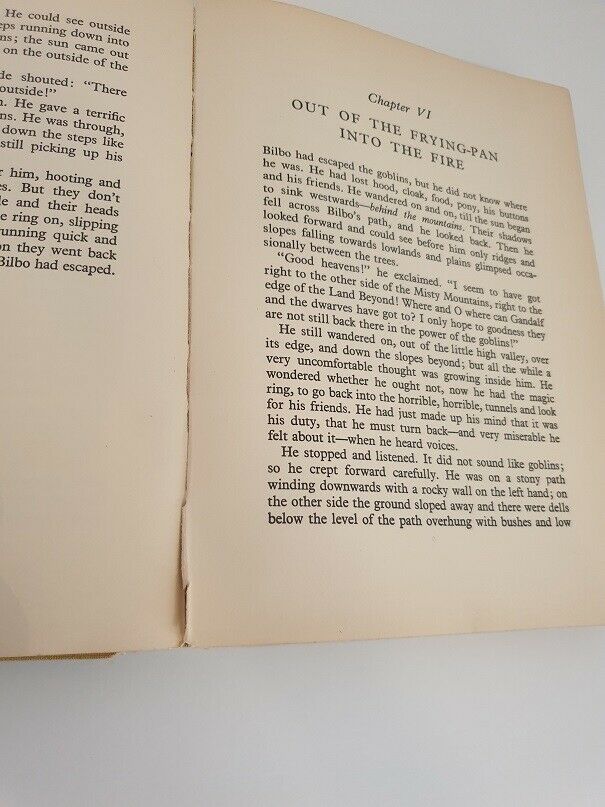 He could see outside
eps running down into
ns; the sun came out
on the outside of the
de shouted: "There
outside!"
n. He gave a terrific
ons. He was through,
down the steps like
still picking up his
r him, hooting and
es. But they don't
le and their heads
e ring on, slipping
running quick and
on they went back
Bilbo had escaped.
Chapter VI
OUT OF THE FRYING-PAN
INTO THE FIRE
Bilbo had escaped the goblins, but he did not know where
he was. He had lost hood, cloak, food, pony, his buttons
and his friends. He wandered on and on, till the sun began
to sink westwards—behind the mountains. Their shadows
fell across Bilbo's path, and he looked back. Then he
looked forward and could see before him only ridges and
slopes falling towards lowlands and plains glimpsed occa-
sionally between the trees.
"Good heavens!" he exclaimed. "I seem to have got
right to the other side of the Misty Mountains, right to the
edge of the Land Beyond! Where and O where can Gandalf
and the dwarves have got to? I only hope to goodness they
are not still back there in the power of the goblins!"
He still wandered on, out of the little high valley, over
its edge, and down the slopes beyond; but all the while a
very uncomfortable thought was growing inside him. He
wondered whether he ought not, now he had the magic
ring, to go back into the horrible, horrible, tunnels and look
for his friends. He had just made up his mind that it was
his duty, that he must turn back—and very miserable he
felt about it—when he heard voices.
He stopped and listened. It did not sound like goblins;
so he crept forward carefully. He was on a stony path
winding downwards with a rocky wall on the left hand; on
the other side the ground sloped away and there were dells
below the level of the path overhung with bushes and low